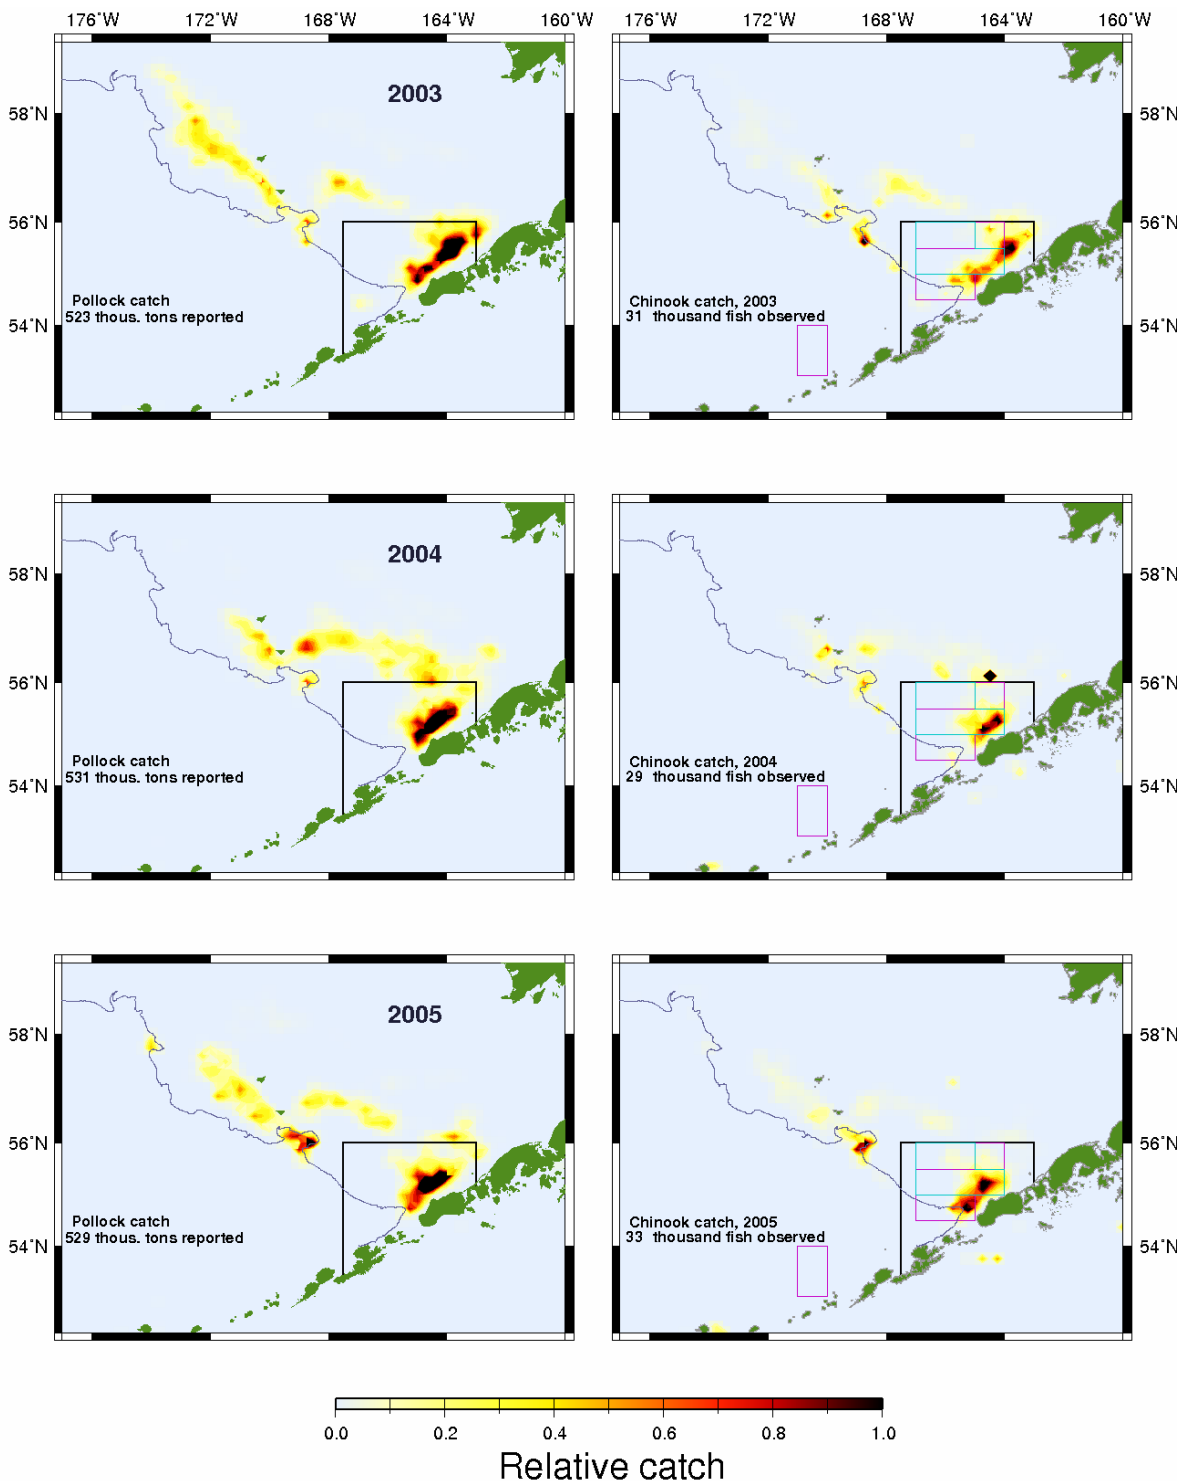 176°W 172°W 168°W 164°W 160°W 176°W 172°W 168°W 164°W 160°W
2003
58°N 58°N
56°N 56°N
Pollock catch
523 thous. tons reported
Chinook catch, 2003
31 thousand fish observed
54°N 54°N
2004
58°N 58°N
56°N 56°N
Pollock catch
531 thous. tons reported
Chinook catch, 2004
29 thousand fish observed
54°N 54°N
2005
58°N 58°N
56°N 56°N
Pollock catch
529 thous. tons reported
Chinook catch, 2005
33 thousand fish observed
54°N 54°N
0.0 0.2 0.4 0.6 0.8 1.0
Relative catch